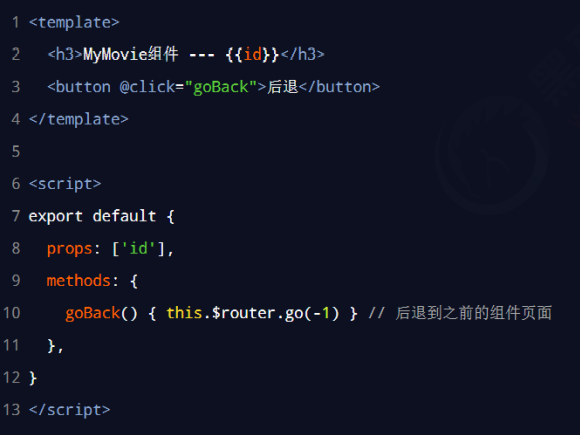 1 <template>
2 <h3>MyMovie组件 --- {{id}}</h3>
3 <button @click="goBack">后退</button>
4 </template>
5
6 <script>
7 export default {
8 props: ['id'],
9 methods: {
10 goBack() { this.$router.go(-1) } // 后退到之前的组件页面
11 },
12 }
13 </script>